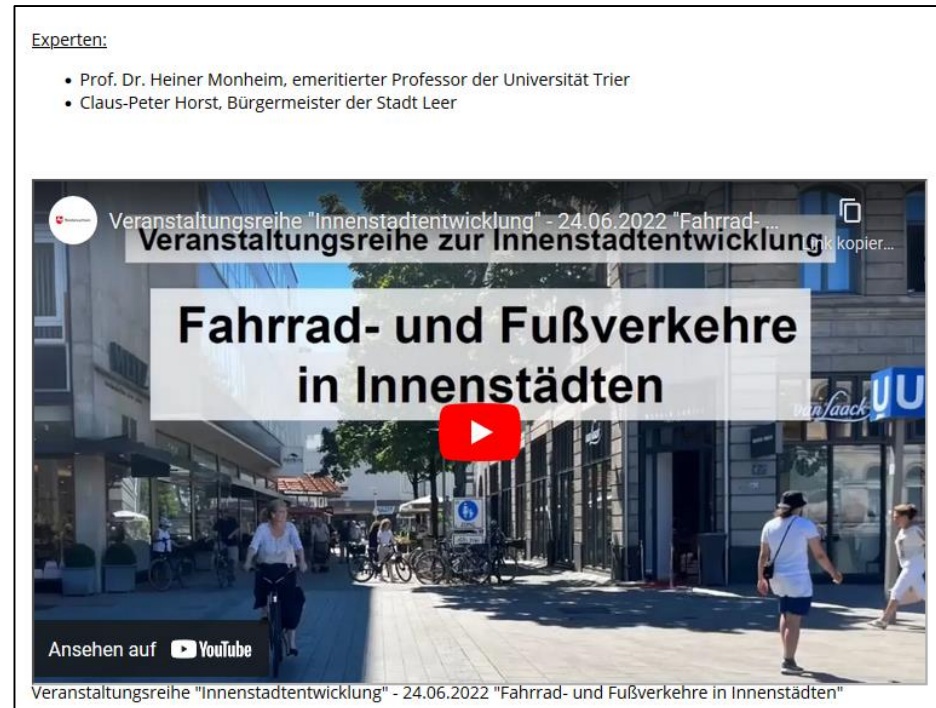 Experten:
• Prof. Dr. Heiner Monheim, emeritierter Professor der Universität Trier
• Claus-Peter Horst, Bürgermeister der Stadt Leer
Veranstaltungsreihe "Innenstadtentwicklung" - 24.06.2022 "Fahrrad- ...
Veranstaltungsreihe zur Innenstadtentwicklung
Link kopier...
Fahrrad- und Fußverkehre
in Innenstädten
van Laack
U U
Ansehen auf YouTube
Veranstaltungsreihe "Innenstadtentwicklung" - 24.06.2022 "Fahrrad- und Fußverkehre in Innenstädten"